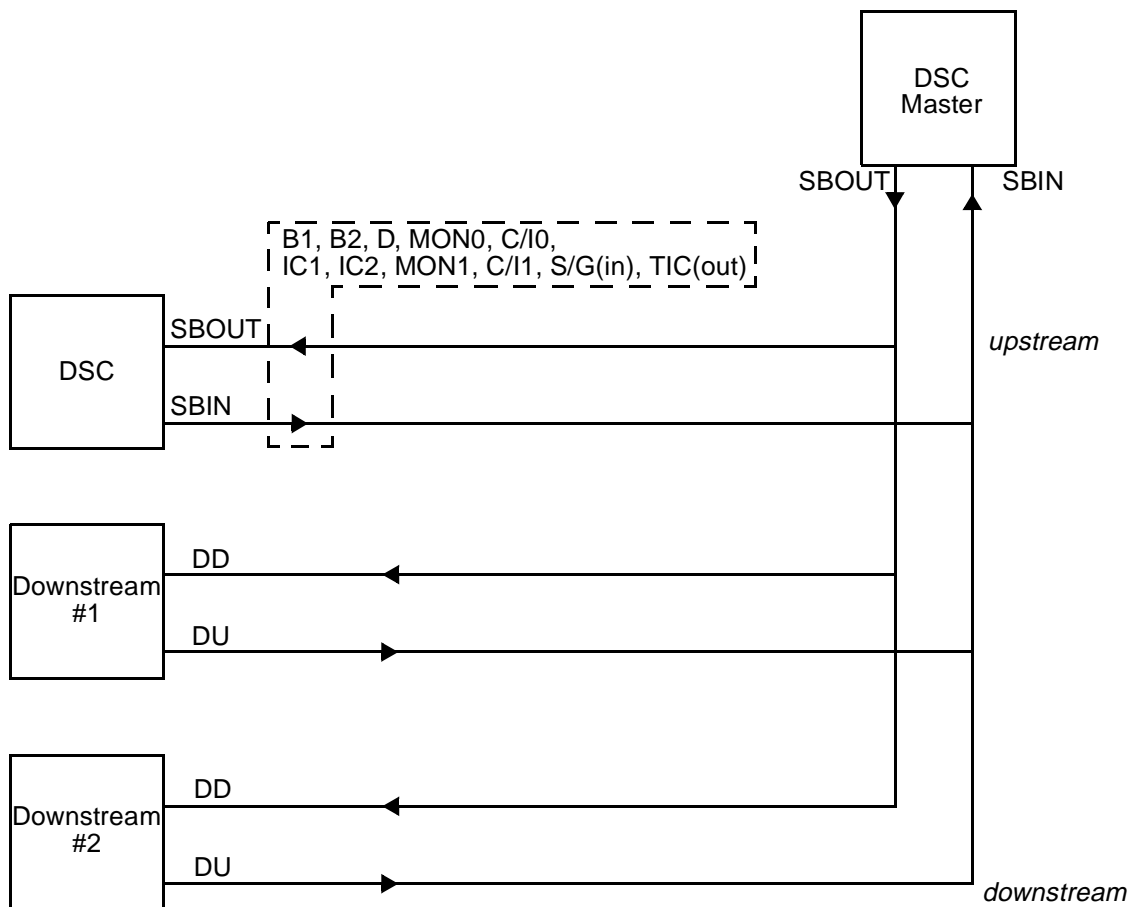 DSC
Master
SBOUT
SBIN
B1, B2, D, MON0, C/I0,
IC1, IC2, MON1, C/I1, S/G(in), TIC(out)
SBOUT
upstream
DSC
SBIN
DD
Downstream
#1
DU
DD
Downstream
#2
DU
downstream